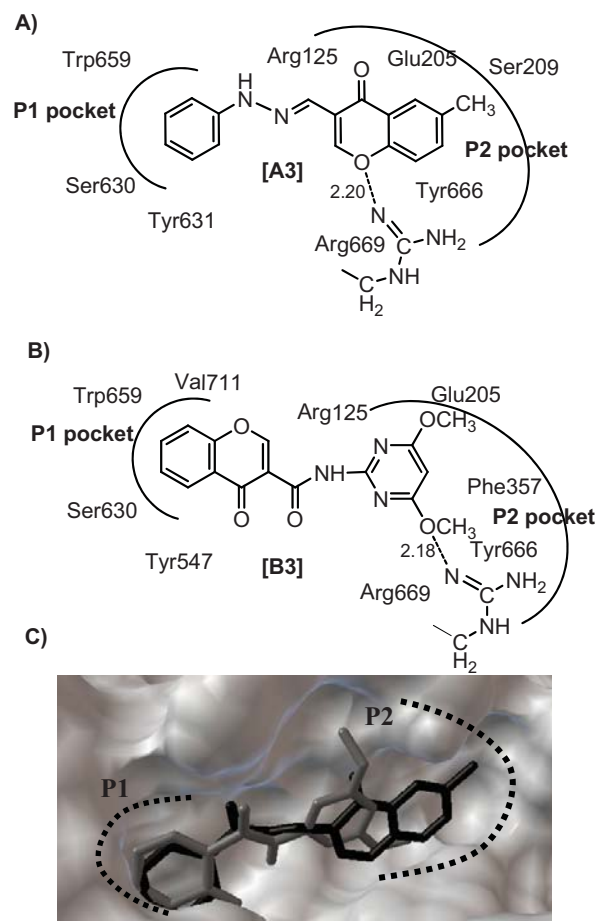 A)
Trp659
Arg125
Glu205
Ser209
P1 pocket
H
N
N
O
CH3
[A3]
O
P2 pocket
Ser630
Tyr631
2.20
Tyr666
N
Arg669
C
NH2
NH
C
H2
B)
Trp659
Val711
Glu205
Arg125
P1 pocket
O
OCH3
NH
N
N
Phe357
Ser630
O
O
OCH3
P2 pocket
Tyr547
[B3]
2.18
Tyr666
Arg669
N
C
NH2
NH
C
H2
C)
P2
P1